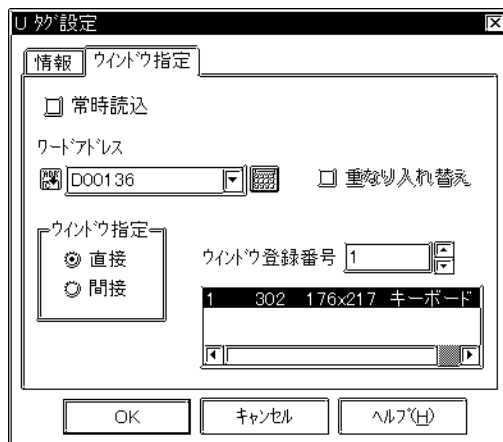 U ﾀｸﾞ設定
情報
ｳｨﾝﾄﾞｳ指定
常時読込
ﾜｰﾄﾞｱﾄﾞﾚｽ
D00136
重なり入れ替え
ｳｨﾝﾄﾞｳ指定
直接
間接
ｳｨﾝﾄﾞｳ登録番号 1
1 302 176x217 キーボード
OK
ｷｬﾝｾﾙ
ﾍﾙﾌﾟ(H)